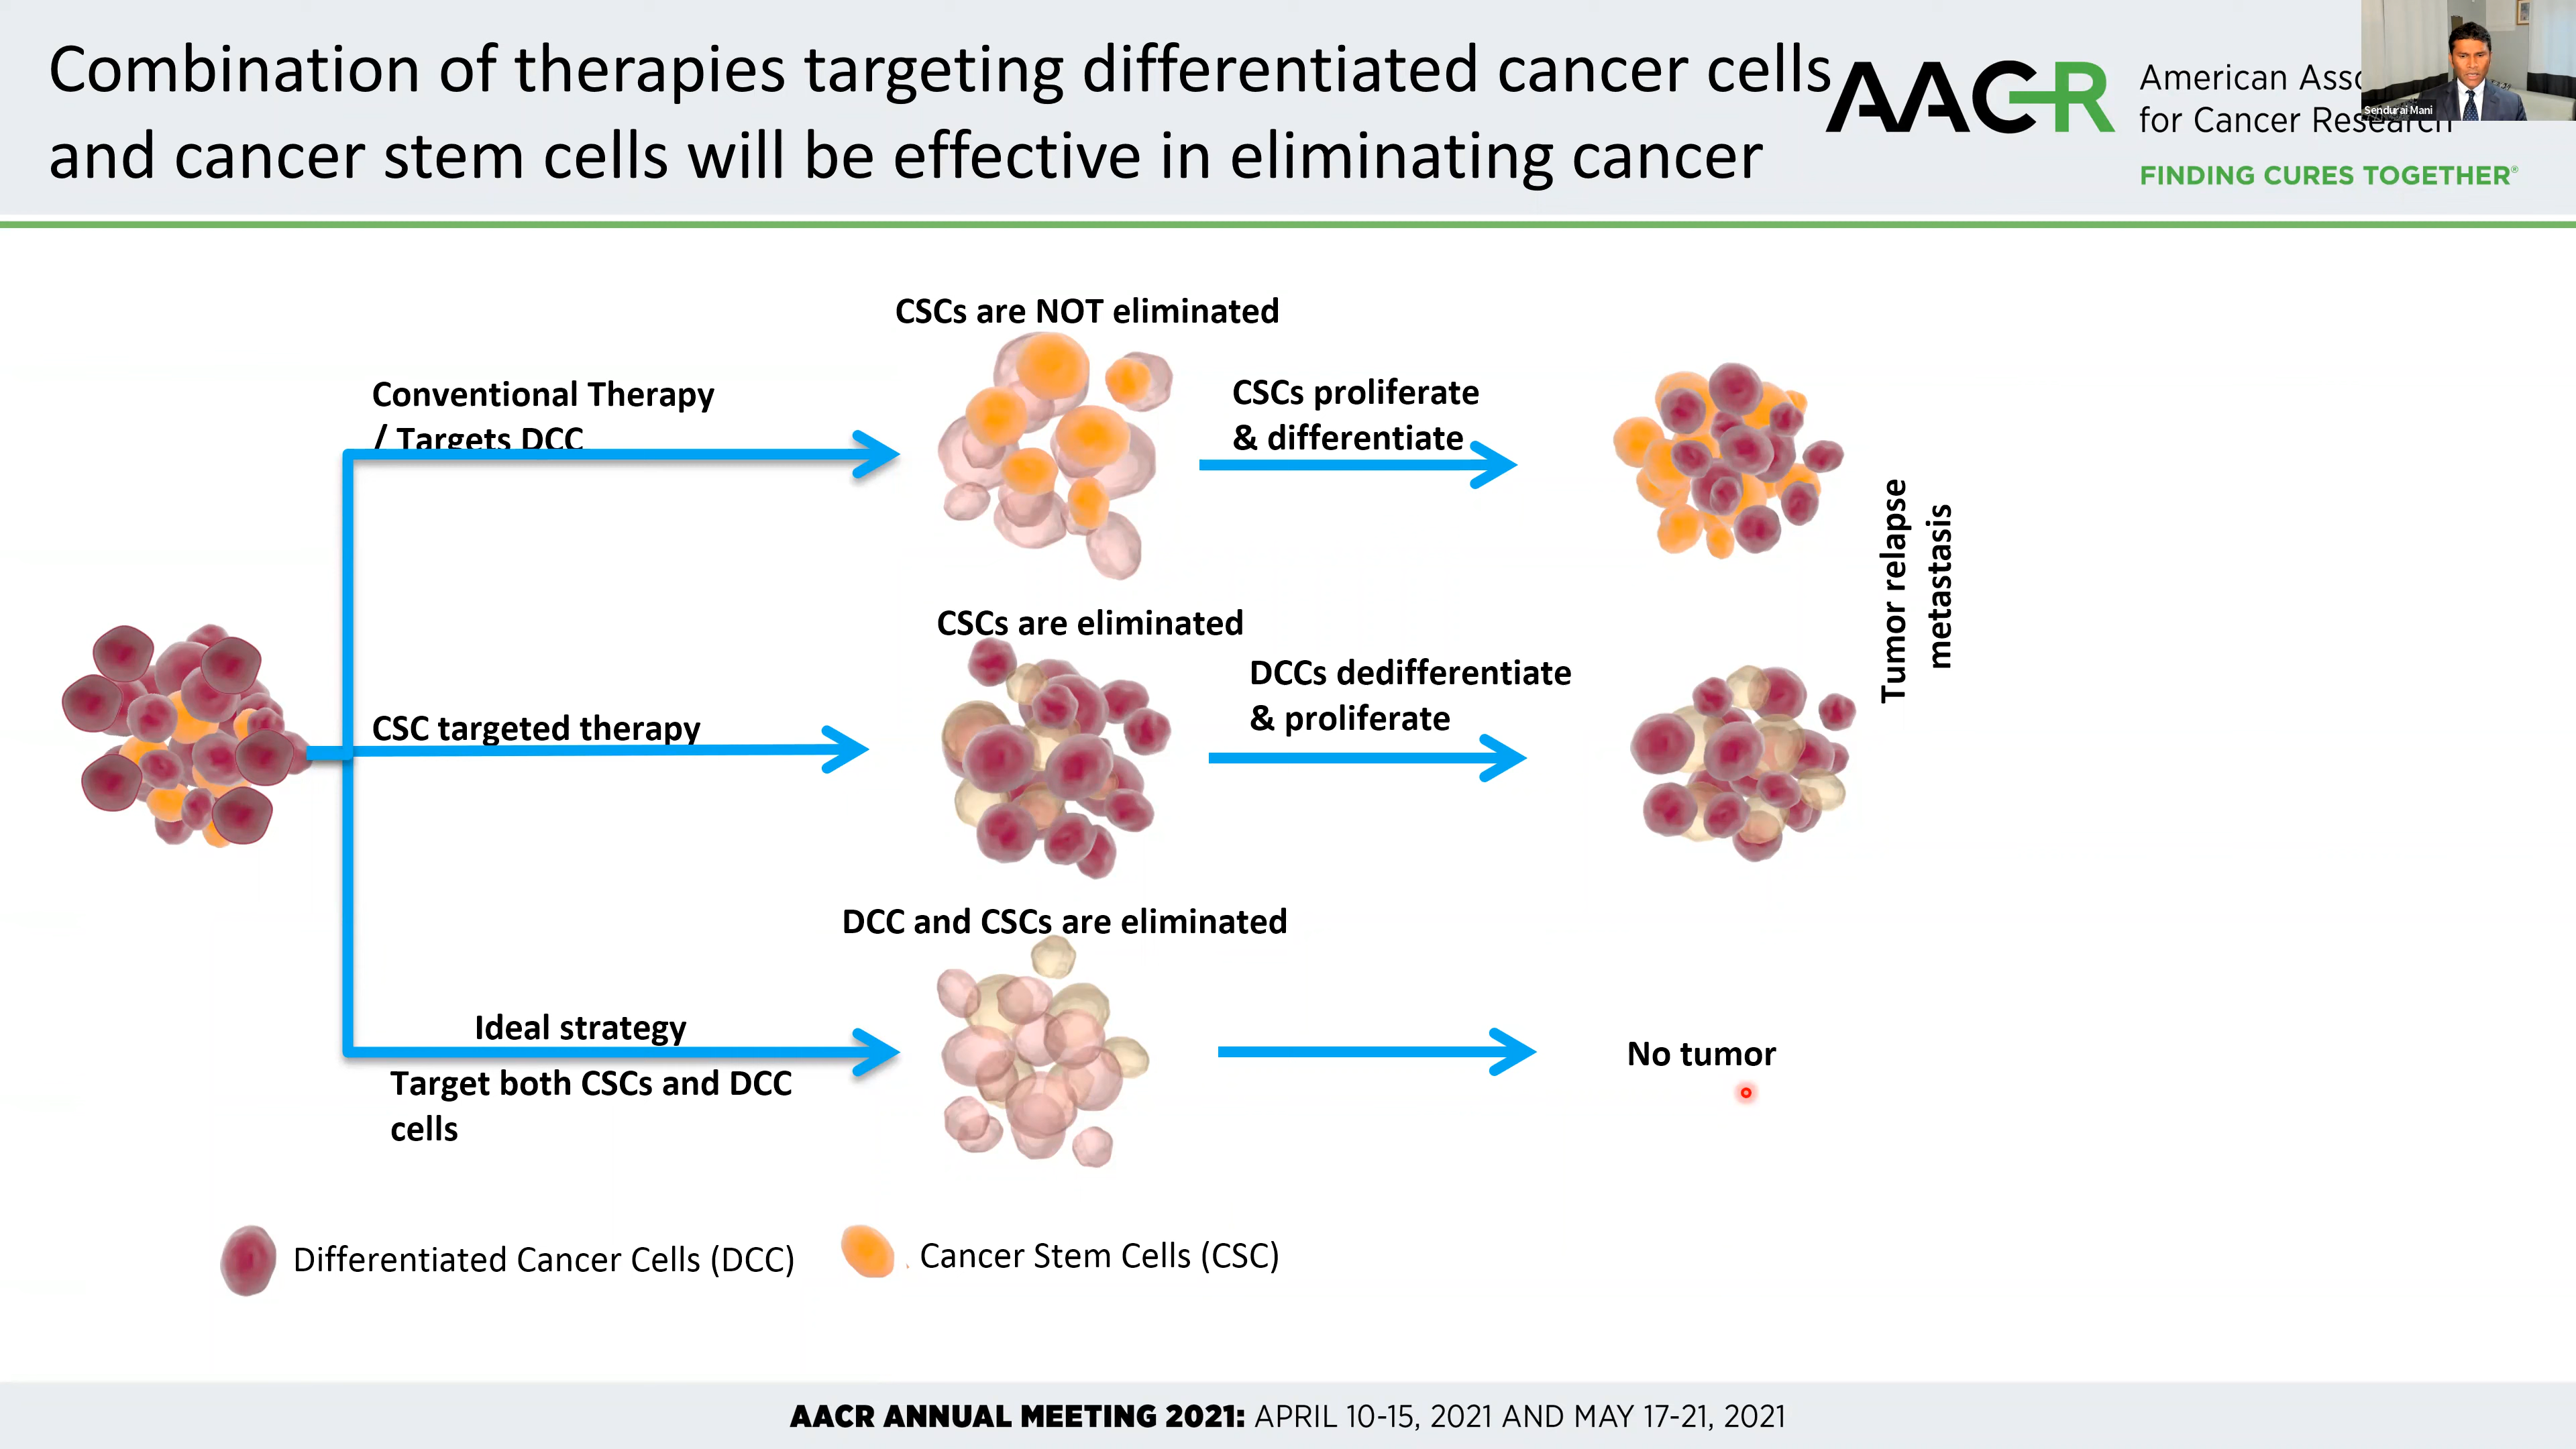 Combination of therapies targeting differentiated cancer cells
and cancer stem cells will be effective in eliminating cancer
AACR
American
for Cancer Research
FINDING CURES TOGETHER®
Sendurai Mani
CSCs are NOT eliminated
Conventional Therapy
/ Targets DCC
CSCs proliferate
& differentiate
Tumor relapse
metastasis
CSCs are eliminated
CSC targeted therapy
DCCs dedifferentiate
& proliferate
DCC and CSCs are eliminated
Ideal strategy
Target both CSCs and DCC
cells
No tumor
Differentiated Cancer Cells (DCC)
Cancer Stem Cells (CSC)
AACR ANNUAL MEETING 2021: APRIL 10-15, 2021 AND MAY 17-21, 2021